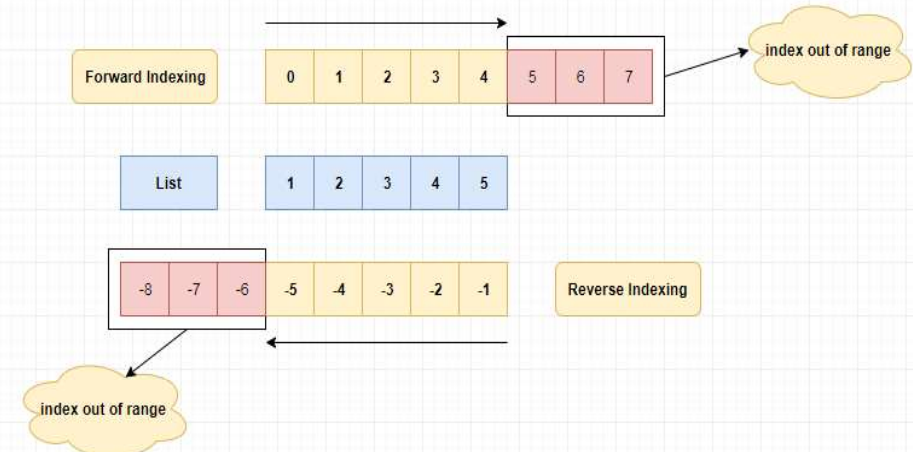 index out of range
Forward Indexing 0 1 2 3 4 5 6 7
List 1 2 3 4 5
-8 -7 -6 -5 -4 -3 -2 -1 Reverse Indexing
index out of range